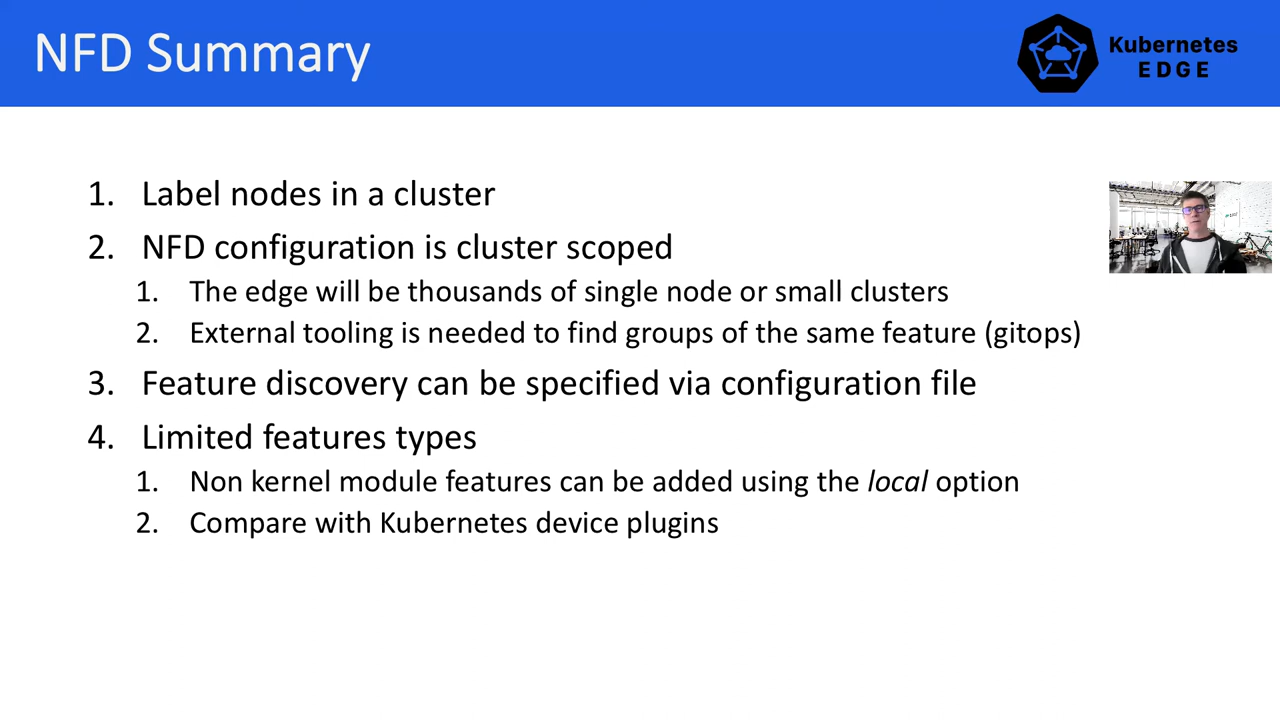 NFD Summary
Kubernetes
EDGE
1. Label nodes in a cluster
2. NFD configuration is cluster scoped
1. The edge will be thousands of single node or small clusters
2. External tooling is needed to find groups of the same feature (gitops)
3. Feature discovery can be specified via configuration file
4. Limited features types
1. Non kernel module features can be added using the local option
2. Compare with Kubernetes device plugins